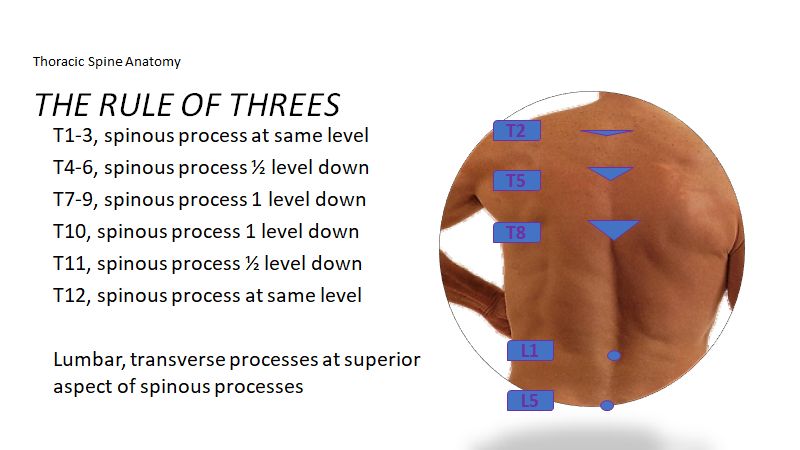 Thoracic Spine Anatomy
THE RULE OF THREES
T1-3, spinous process at same level
T4-6, spinous process ½ level down
T7-9, spinous process 1 level down
T10, spinous process 1 level down
T11, spinous process ½ level down
T12, spinous process at same level
Lumbar, transverse processes at superior
aspect of spinous processes
T2
T5
T8
L1
L5